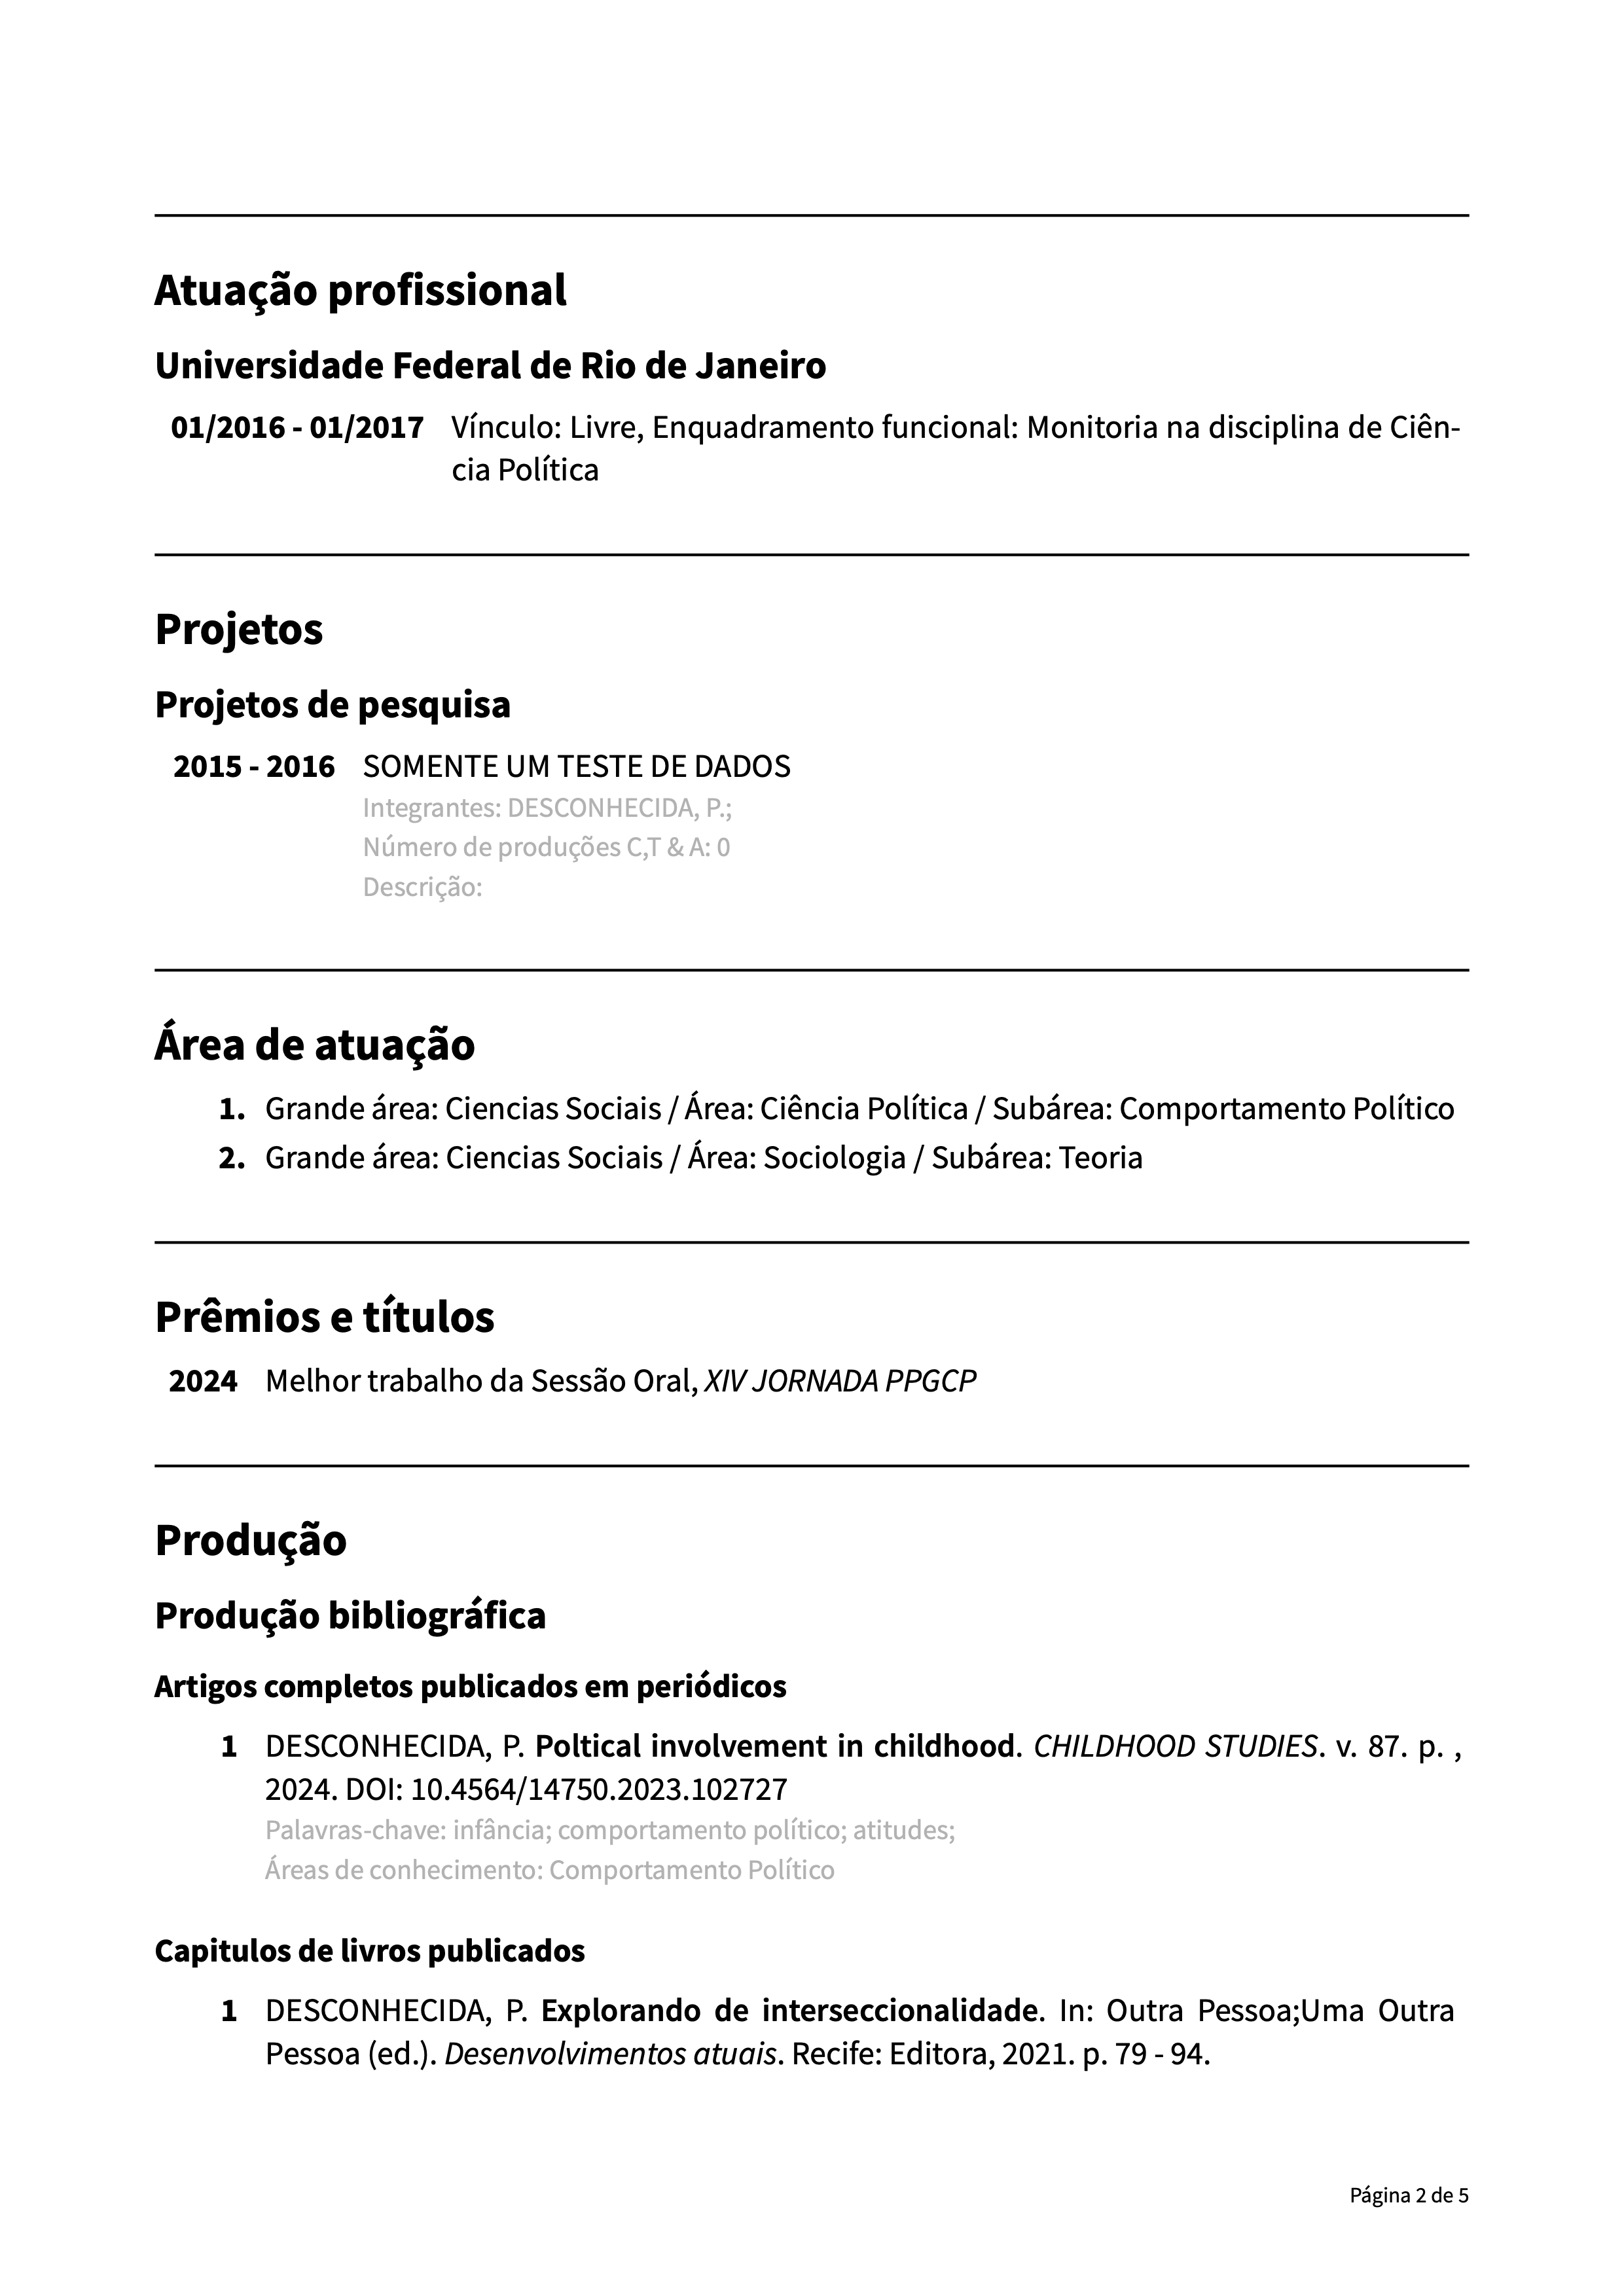 Atuação profissional
Universidade Federal de Rio de Janeiro
01/2016 - 01/2017 Vínculo: Livre, Enquadramento funcional: Monitoria na disciplina de Ciên-
cia Política
Projetos
Projetos de pesquisa
2015 - 2016 SOMENTE UM TESTE DE DADOS
Integrantes: DESCONHECIDA, P.;
Número de produções C,T & A: 0
Descrição:
Área de atuação
1. Grande área: Ciencias Sociais / Área: Ciência Política / Subárea: Comportamento Político
2. Grande área: Ciencias Sociais / Área: Sociologia / Subárea: Teoria
Prêmios e títulos
2024 Melhor trabalho da Sessão Oral, XIV JORNADA PPGCP
Produção
Produção bibliográfica
Artigos completos publicados em periódicos
1 DESCONHECIDA, P. Poltical involvement in childhood. CHILDHOOD STUDIES. v. 87. p. ,
2024. DOI: 10.4564/14750.2023.102727
Palavras-chave: infância; comportamento político; atitudes;
Áreas de conhecimento: Comportamento Político
Capitulos de livros publicados
1 DESCONHECIDA, P. Explorando de interseccionalidade. In: Outra Pessoa;Uma Outra
Pessoa (ed.). Desenvolvimentos atuais. Recife: Editora, 2021. p. 79 - 94.
Página 2 de 5